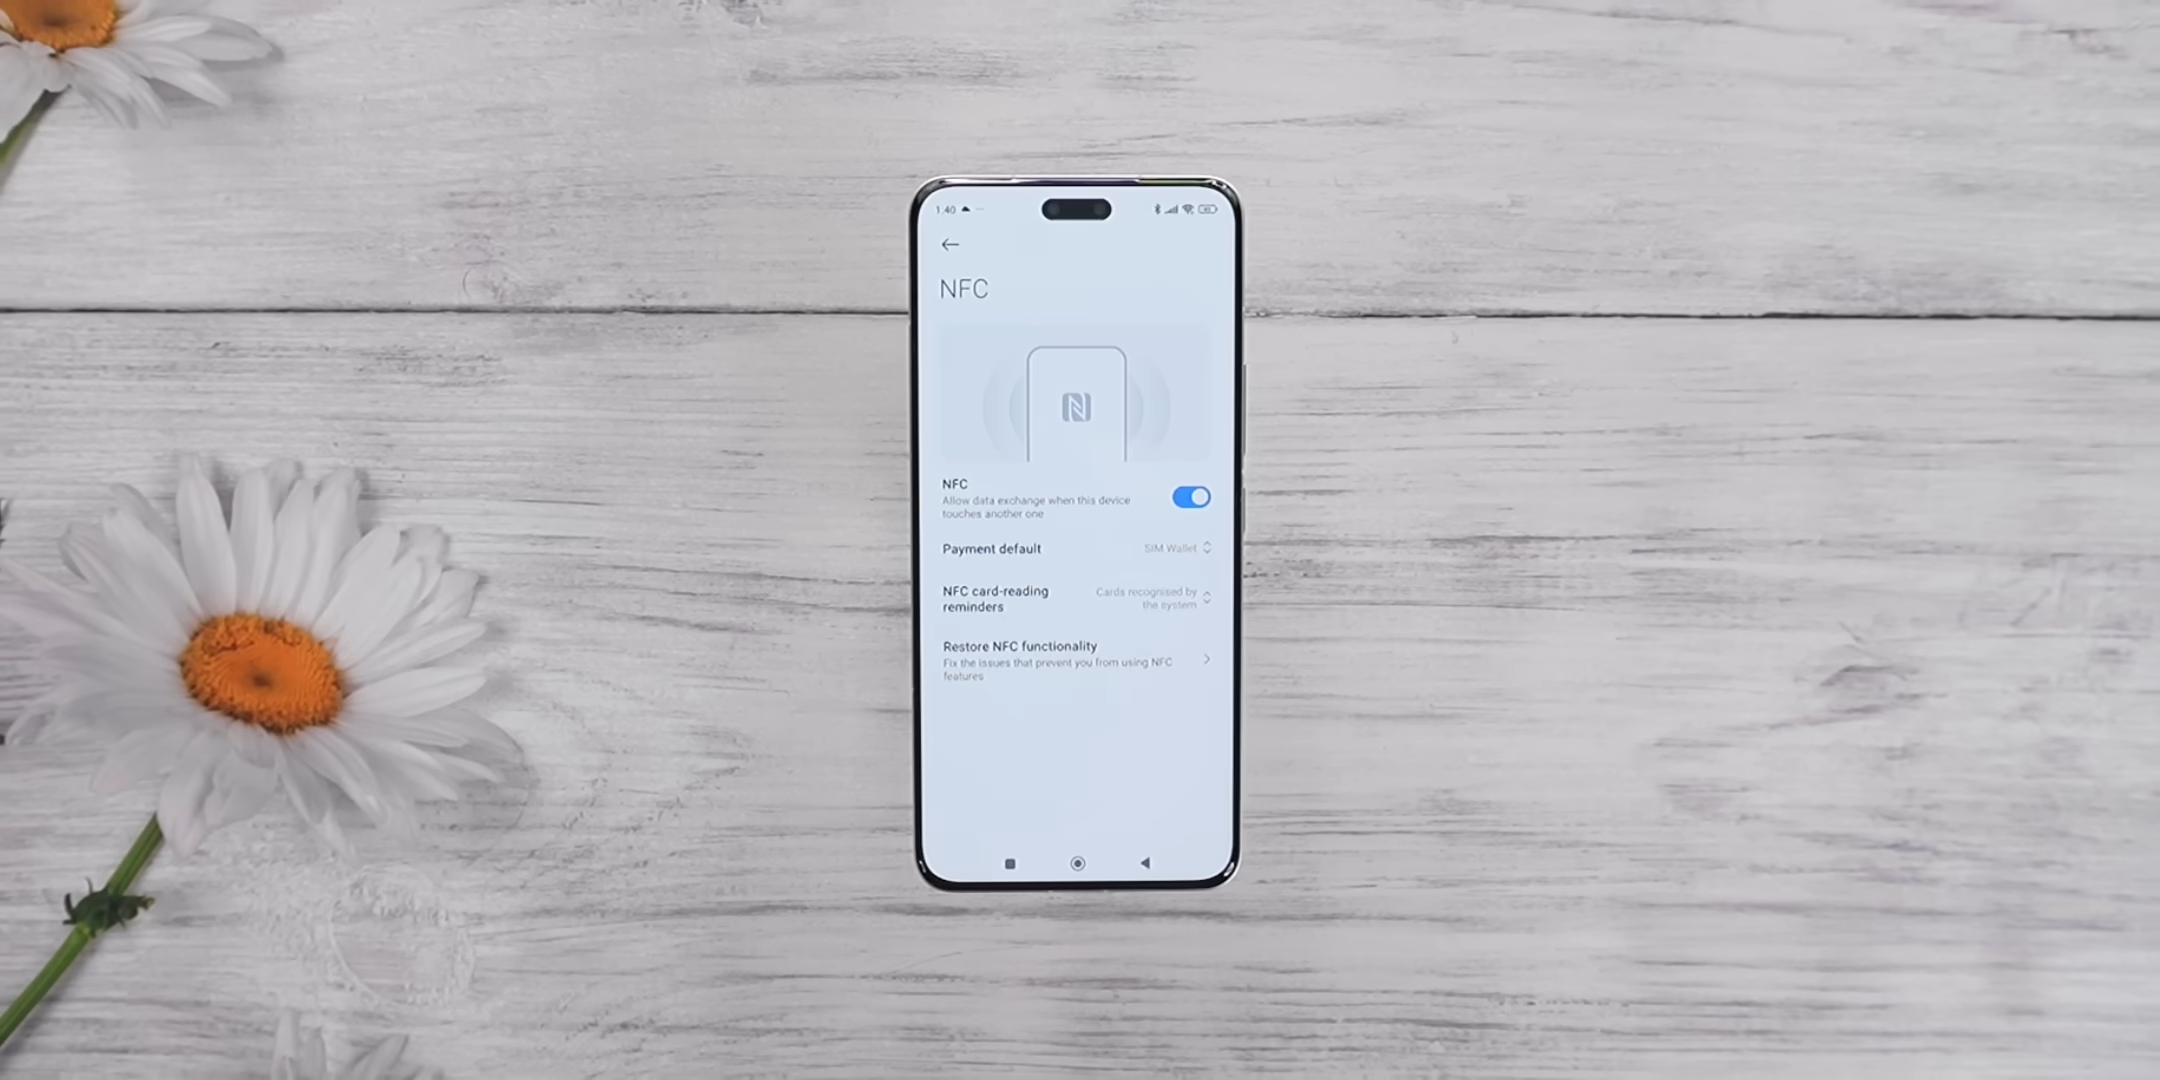 1.40
NFC
NFC
Allow data exchange when this device
touches another one
Payment default
SIM Wallet
NFC card-reading
reminders
Cards recognised by
the system
Restore NFC functionality
Fix the issues that prevent you from using NFC
features